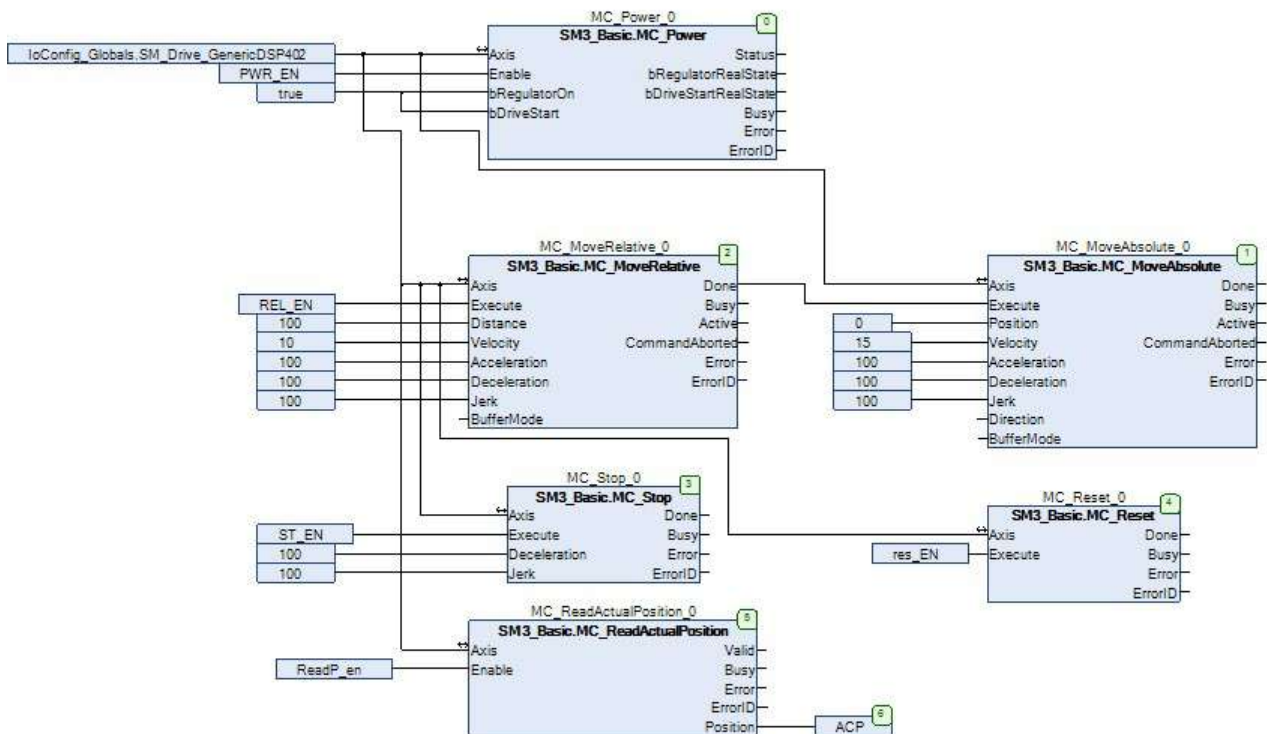 MC_Power_0
0
SM3_Basic.MC_Power
IoConfig_Globals.SM_Drive_GenericDSP402
Axis
Status
PWR_EN
Enable
bRegulatorRealState
true
bRegulatorOn
bDriveStartRealState
bDriveStart
Busy
Error
ErrorID
MC_MoveRelative_0
2
SM3_Basic.MC_MoveRelative
Axis
Done
REL_EN
Execute
Busy
100
Distance
Active
10
Velocity
CommandAborted
100
Acceleration
Error
100
Deceleration
ErrorID
100
Jerk
BufferMode
MC_MoveAbsolute_0
1
SM3_Basic.MC_MoveAbsolute
Axis
Done
Execute
Busy
0
Position
Active
15
Velocity
CommandAborted
100
Acceleration
Error
100
Deceleration
ErrorID
100
Jerk
Direction
BufferMode
MC_Stop_0
3
SM3_Basic.MC_Stop
Axis
Done
ST_EN
Execute
Busy
100
Deceleration
Error
100
Jerk
ErrorID
MC_Reset_0
4
SM3_Basic.MC_Reset
Axis
Done
res_EN
Execute
Busy
Error
ErrorID
MC_ReadActualPosition_0
5
SM3_Basic.MC_ReadActualPosition
Axis
Valid
ReadP_en
Enable
Busy
Error
ErrorID
Position
ACP
6